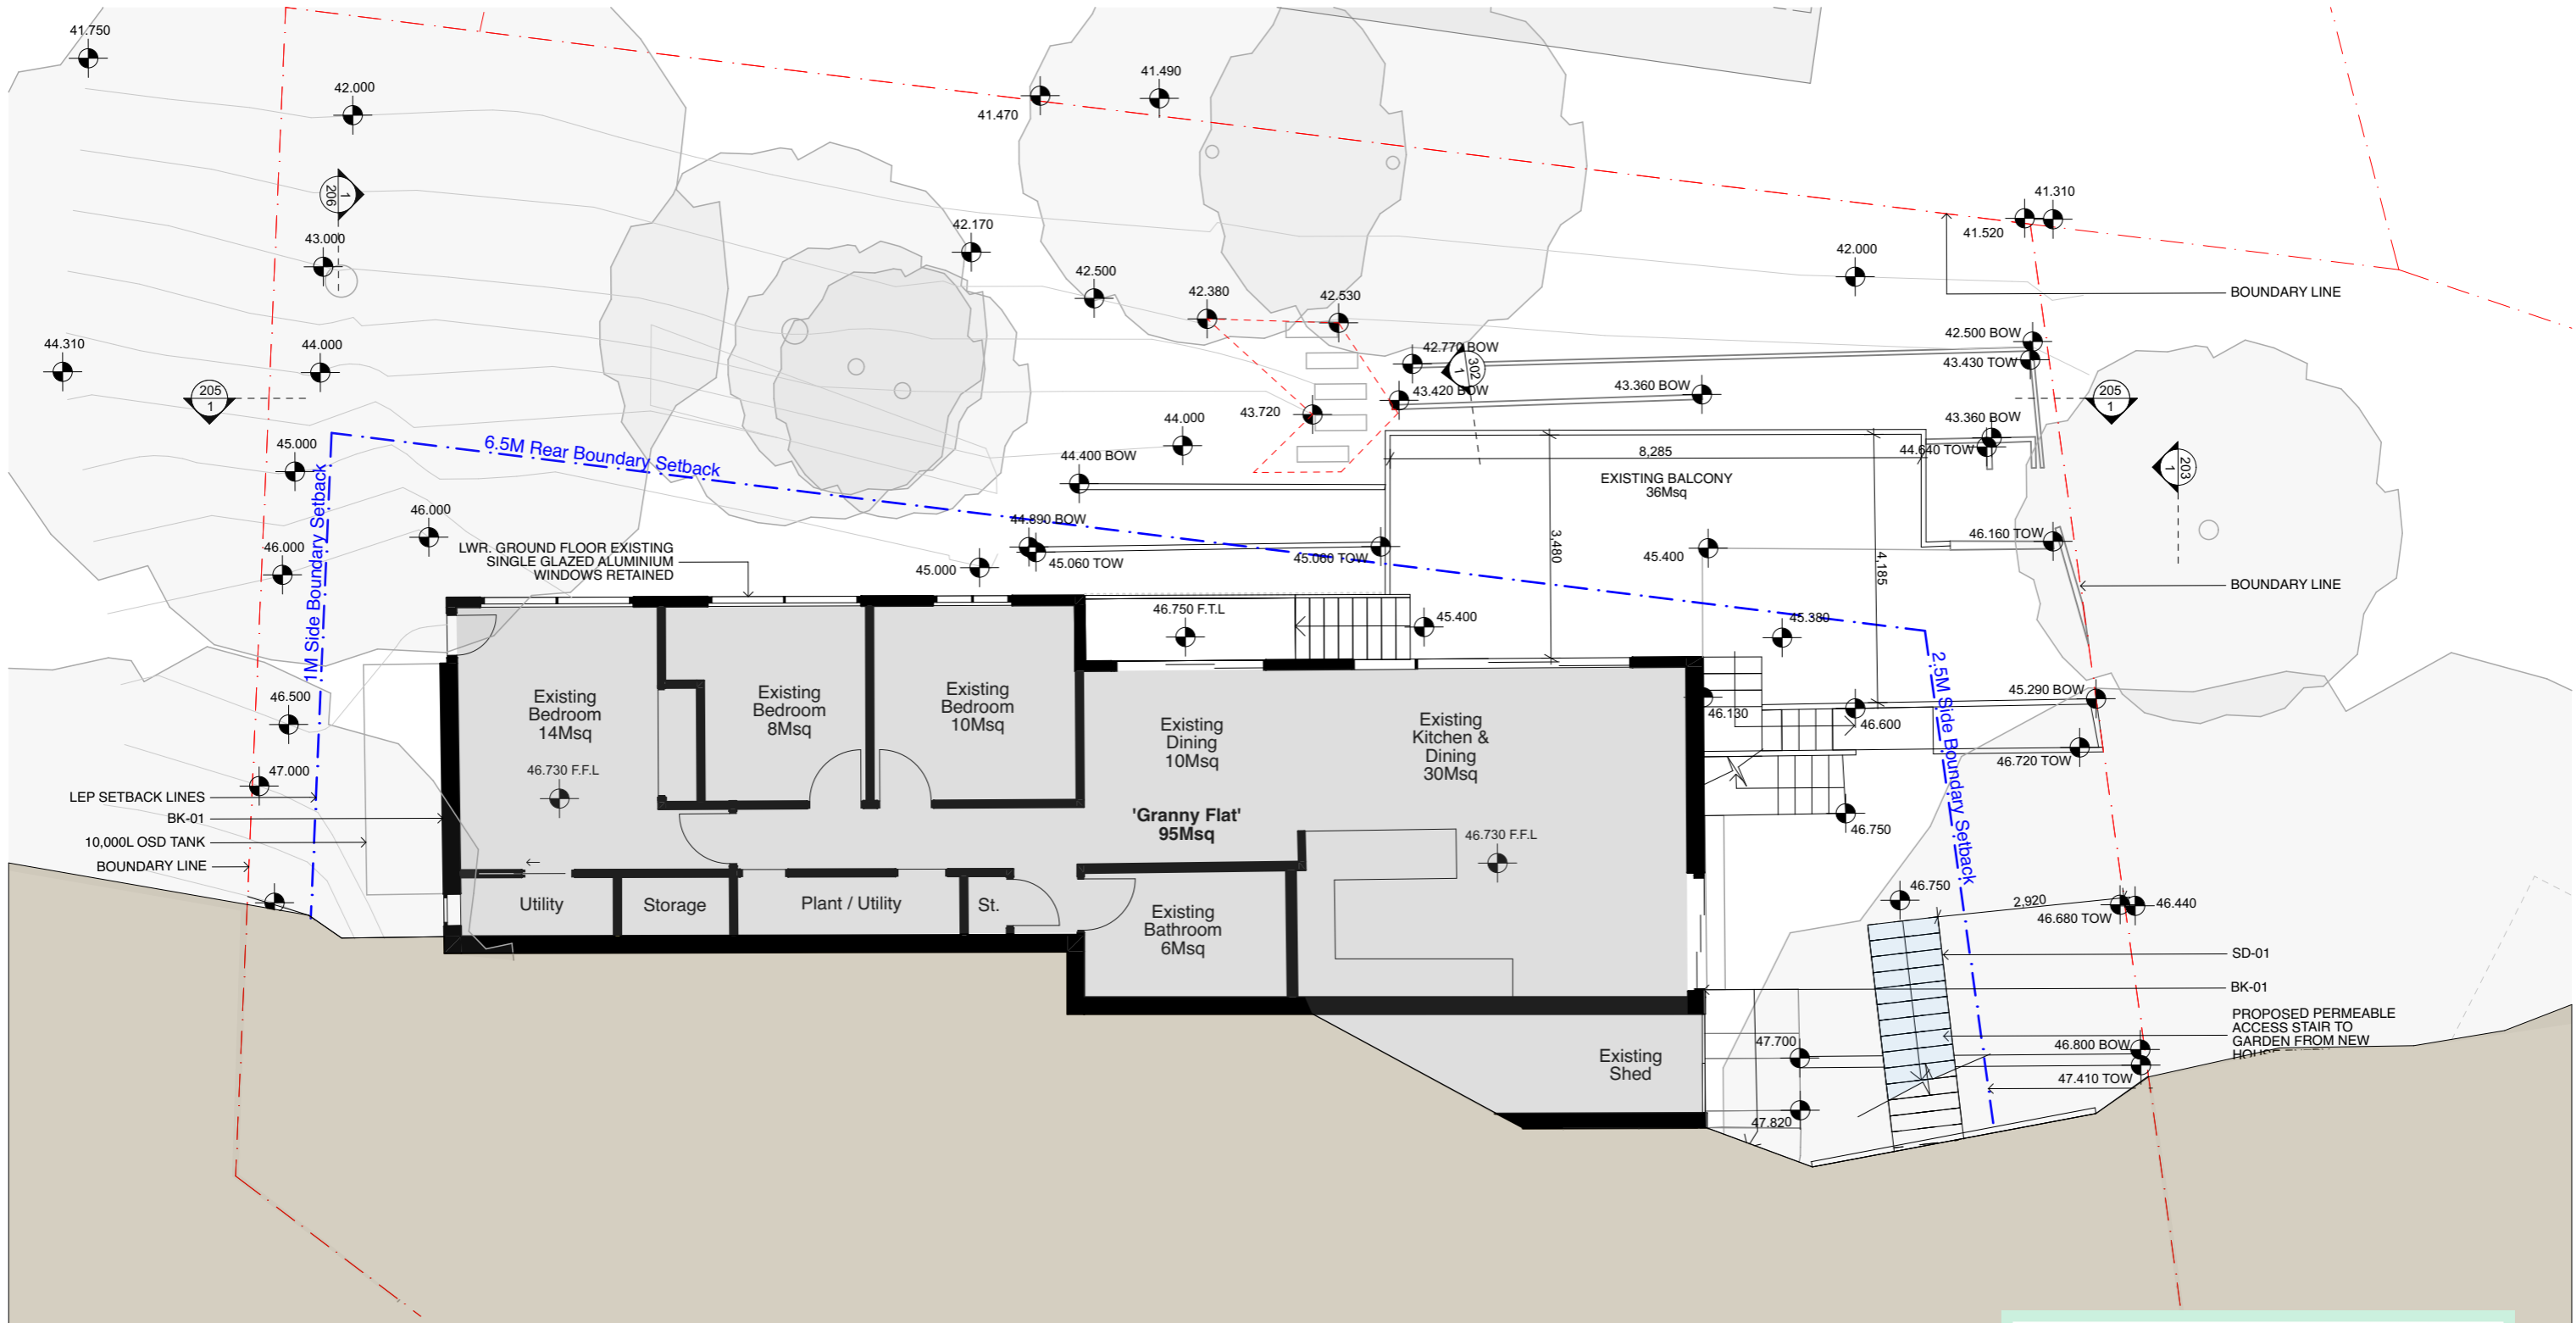 41.750
42.000
41.470
41.490
1
206
43.000
42.170
42.500
42.380
42.530
42.000
41.520
41.310
BOUNDARY LINE
44.310
44.000
205
1
42.770 BOW
302
1
43.420 BOW
43.360 BOW
43.720
42.500 BOW
43.430 TOW
205
1
43.360 BOW
44.640 TOW
203
1
45.000
6.5M Rear Boundary Setback
1M Side Boundary Setback
44.000
44.400 BOW
8,285
EXISTING BALCONY
36Msq
3,480
4,185
46.000
46.000
LWR. GROUND FLOOR EXISTING
SINGLE GLAZED ALUMINIUM
WINDOWS RETAINED
44.890 BOW
45.060 TOW
45.000
45.060 TOW
45.400
46.160 TOW
BOUNDARY LINE
46.750 F.T.L
45.400
45.380
2.5M Side Boundary Setback
46.500
47.000
LEP SETBACK LINES
BK-01
10,000L OSD TANK
BOUNDARY LINE
Existing
Bedroom
14Msq
46.730 F.F.L
Existing
Bedroom
8Msq
Existing
Bedroom
10Msq
Existing
Dining
10Msq
Existing
Kitchen &
Dining
30Msq
'Granny Flat'
95Msq
46.730 F.F.L
46.130
46.600
45.290 BOW
46.720 TOW
46.750
Utility
Storage
Plant / Utility
St.
Existing
Bathroom
6Msq
46.750
2,920
46.680 TOW
46.440
SD-01
BK-01
PROPOSED PERMEABLE
ACCESS STAIR TO
GARDEN FROM NEW
Existing
Shed
47.700
46.800 BOW
47.410 TOW
47.820